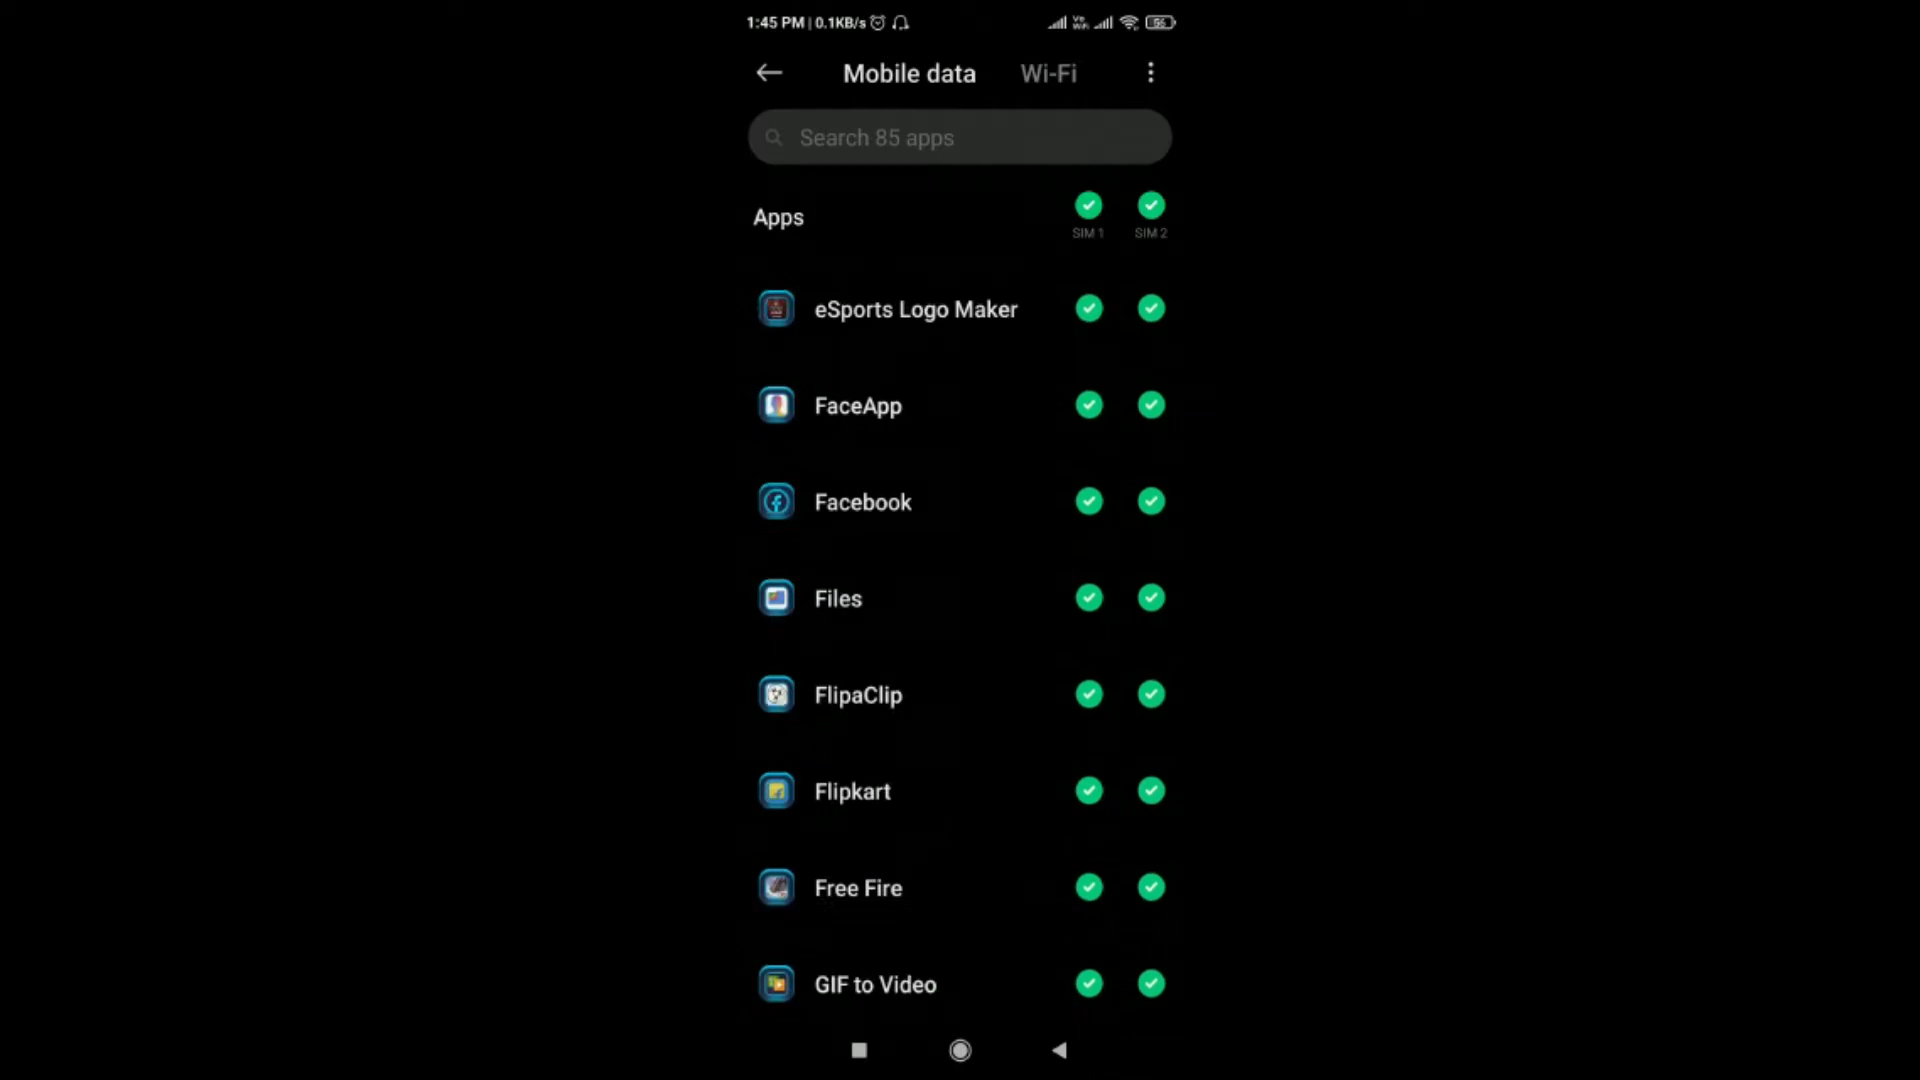 1:45 PM | 0.1KB/s
56
Mobile data Wi-Fi
Search 85 apps
Apps
SIM 1 SIM 2
eSports Logo Maker
FaceApp
Facebook
Files
FlipaClip
Flipkart
Free Fire
GIF to Video